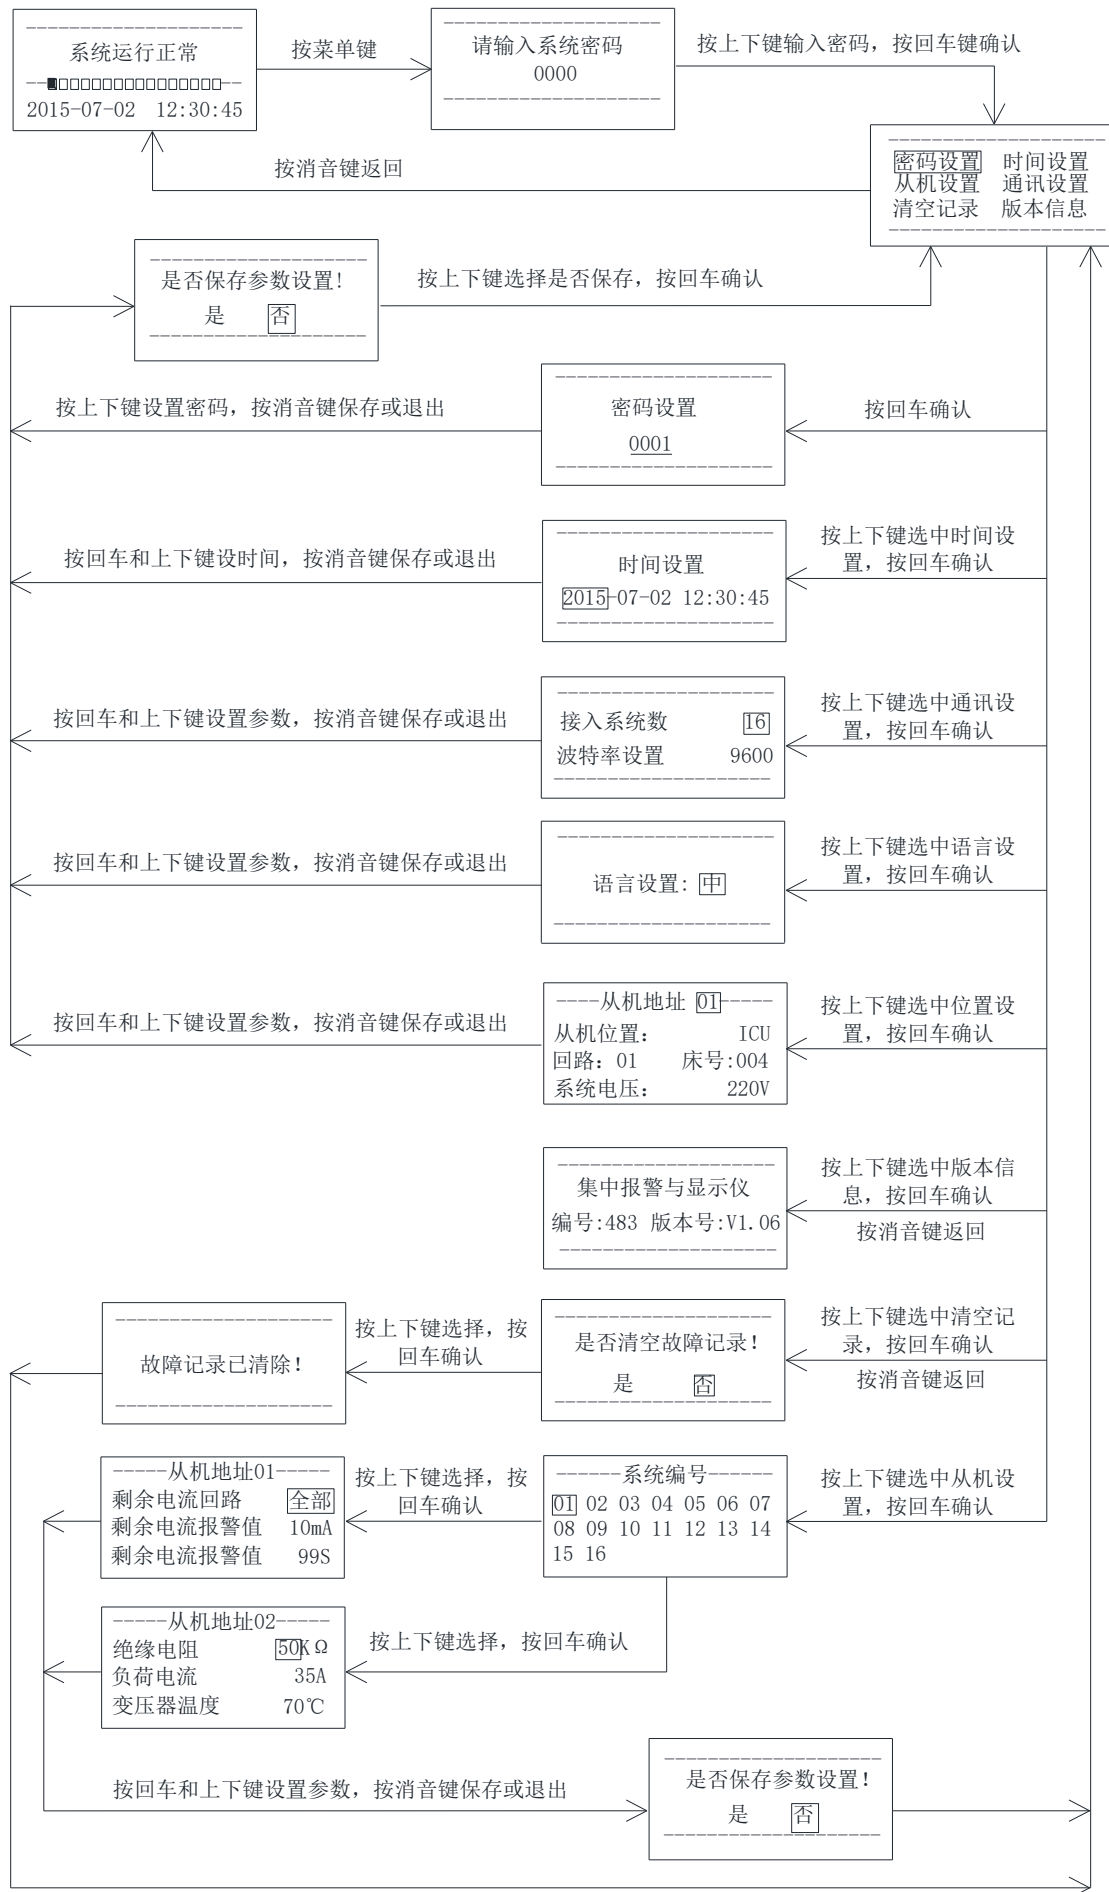 系统运行正常
2015-07-02 12:30:45
按菜单键
请输入系统密码
0000
按上下键输入密码，按回车键确认
密码设置 时间设置
从机设置 通讯设置
清空记录 版本信息
按消音键返回
是否保存参数设置!
是 否
按上下键选择是否保存，按回车确认
按上下键设置密码，按消音键保存或退出
密码设置
0001
按回车确认
按回车和上下键设时间，按消音键保存或退出
时间设置
2015-07-02 12:30:45
按上下键选中时间设
置，按回车确认
按回车和上下键设置参数，按消音键保存或退出
接入系统数 16
波特率设置 9600
按上下键选中通讯设
置，按回车确认
按回车和上下键设置参数，按消音键保存或退出
语言设置: 中
按上下键选中语言设
置，按回车确认
按回车和上下键设置参数，按消音键保存或退出
----从机地址 01-----
从机位置： ICU
回路：01 床号:004
系统电压： 220V
按上下键选中位置设
置，按回车确认
集中报警与显示仪
编号:483 版本号:V1.06
按上下键选中版本信
息，按回车确认
按消音键返回
故障记录已清除！
按上下键选择，按
回车确认
是否清空故障记录！
是 否
按上下键选中清空记
录，按回车确认
按消音键返回
-----从机地址01-----
剩余电流回路 全部
剩余电流报警值 10mA
剩余电流报警值 99S
按上下键选择，按
回车确认
------系统编号------
01 02 03 04 05 06 07
08 09 10 11 12 13 14
15 16
按上下键选中从机设
置，按回车确认
-----从机地址02-----
绝缘电阻 50KΩ
负荷电流 35A
变压器温度 70℃
按上下键选择，按回车确认
按回车和上下键设置参数，按消音键保存或退出
是否保存参数设置！
是 否